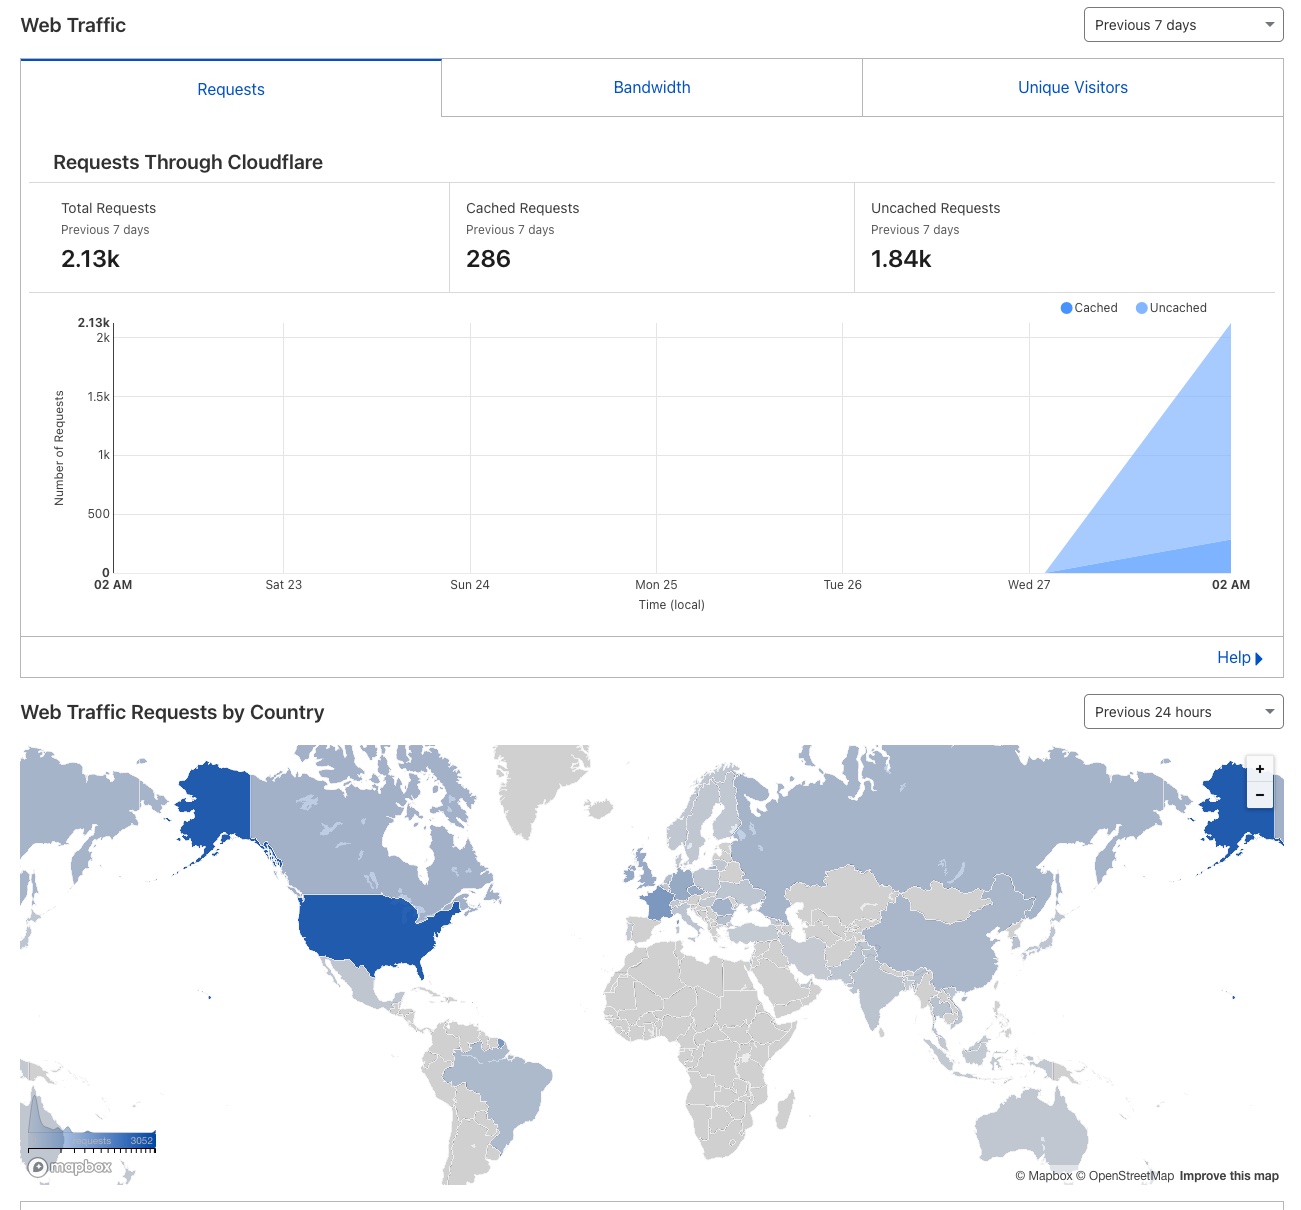 Web Traffic
Previous 7 days
Requests
Bandwidth
Unique Visitors
Requests Through Cloudflare
Total Requests
Previous 7 days
2.13k
Cached Requests
Previous 7 days
286
Uncached Requests
Previous 7 days
1.84k
Cached
Uncached
2.13k
2k
1.5k
1k
500
0
Number of Requests
02 AM
Sat 23
Sun 24
Mon 25
Tue 26
Wed 27
02 AM
Time (local)
Help
Web Traffic Requests by Country
Previous 24 hours
+
−
requests 3052
mapbox
© Mapbox © OpenStreetMap Improve this map